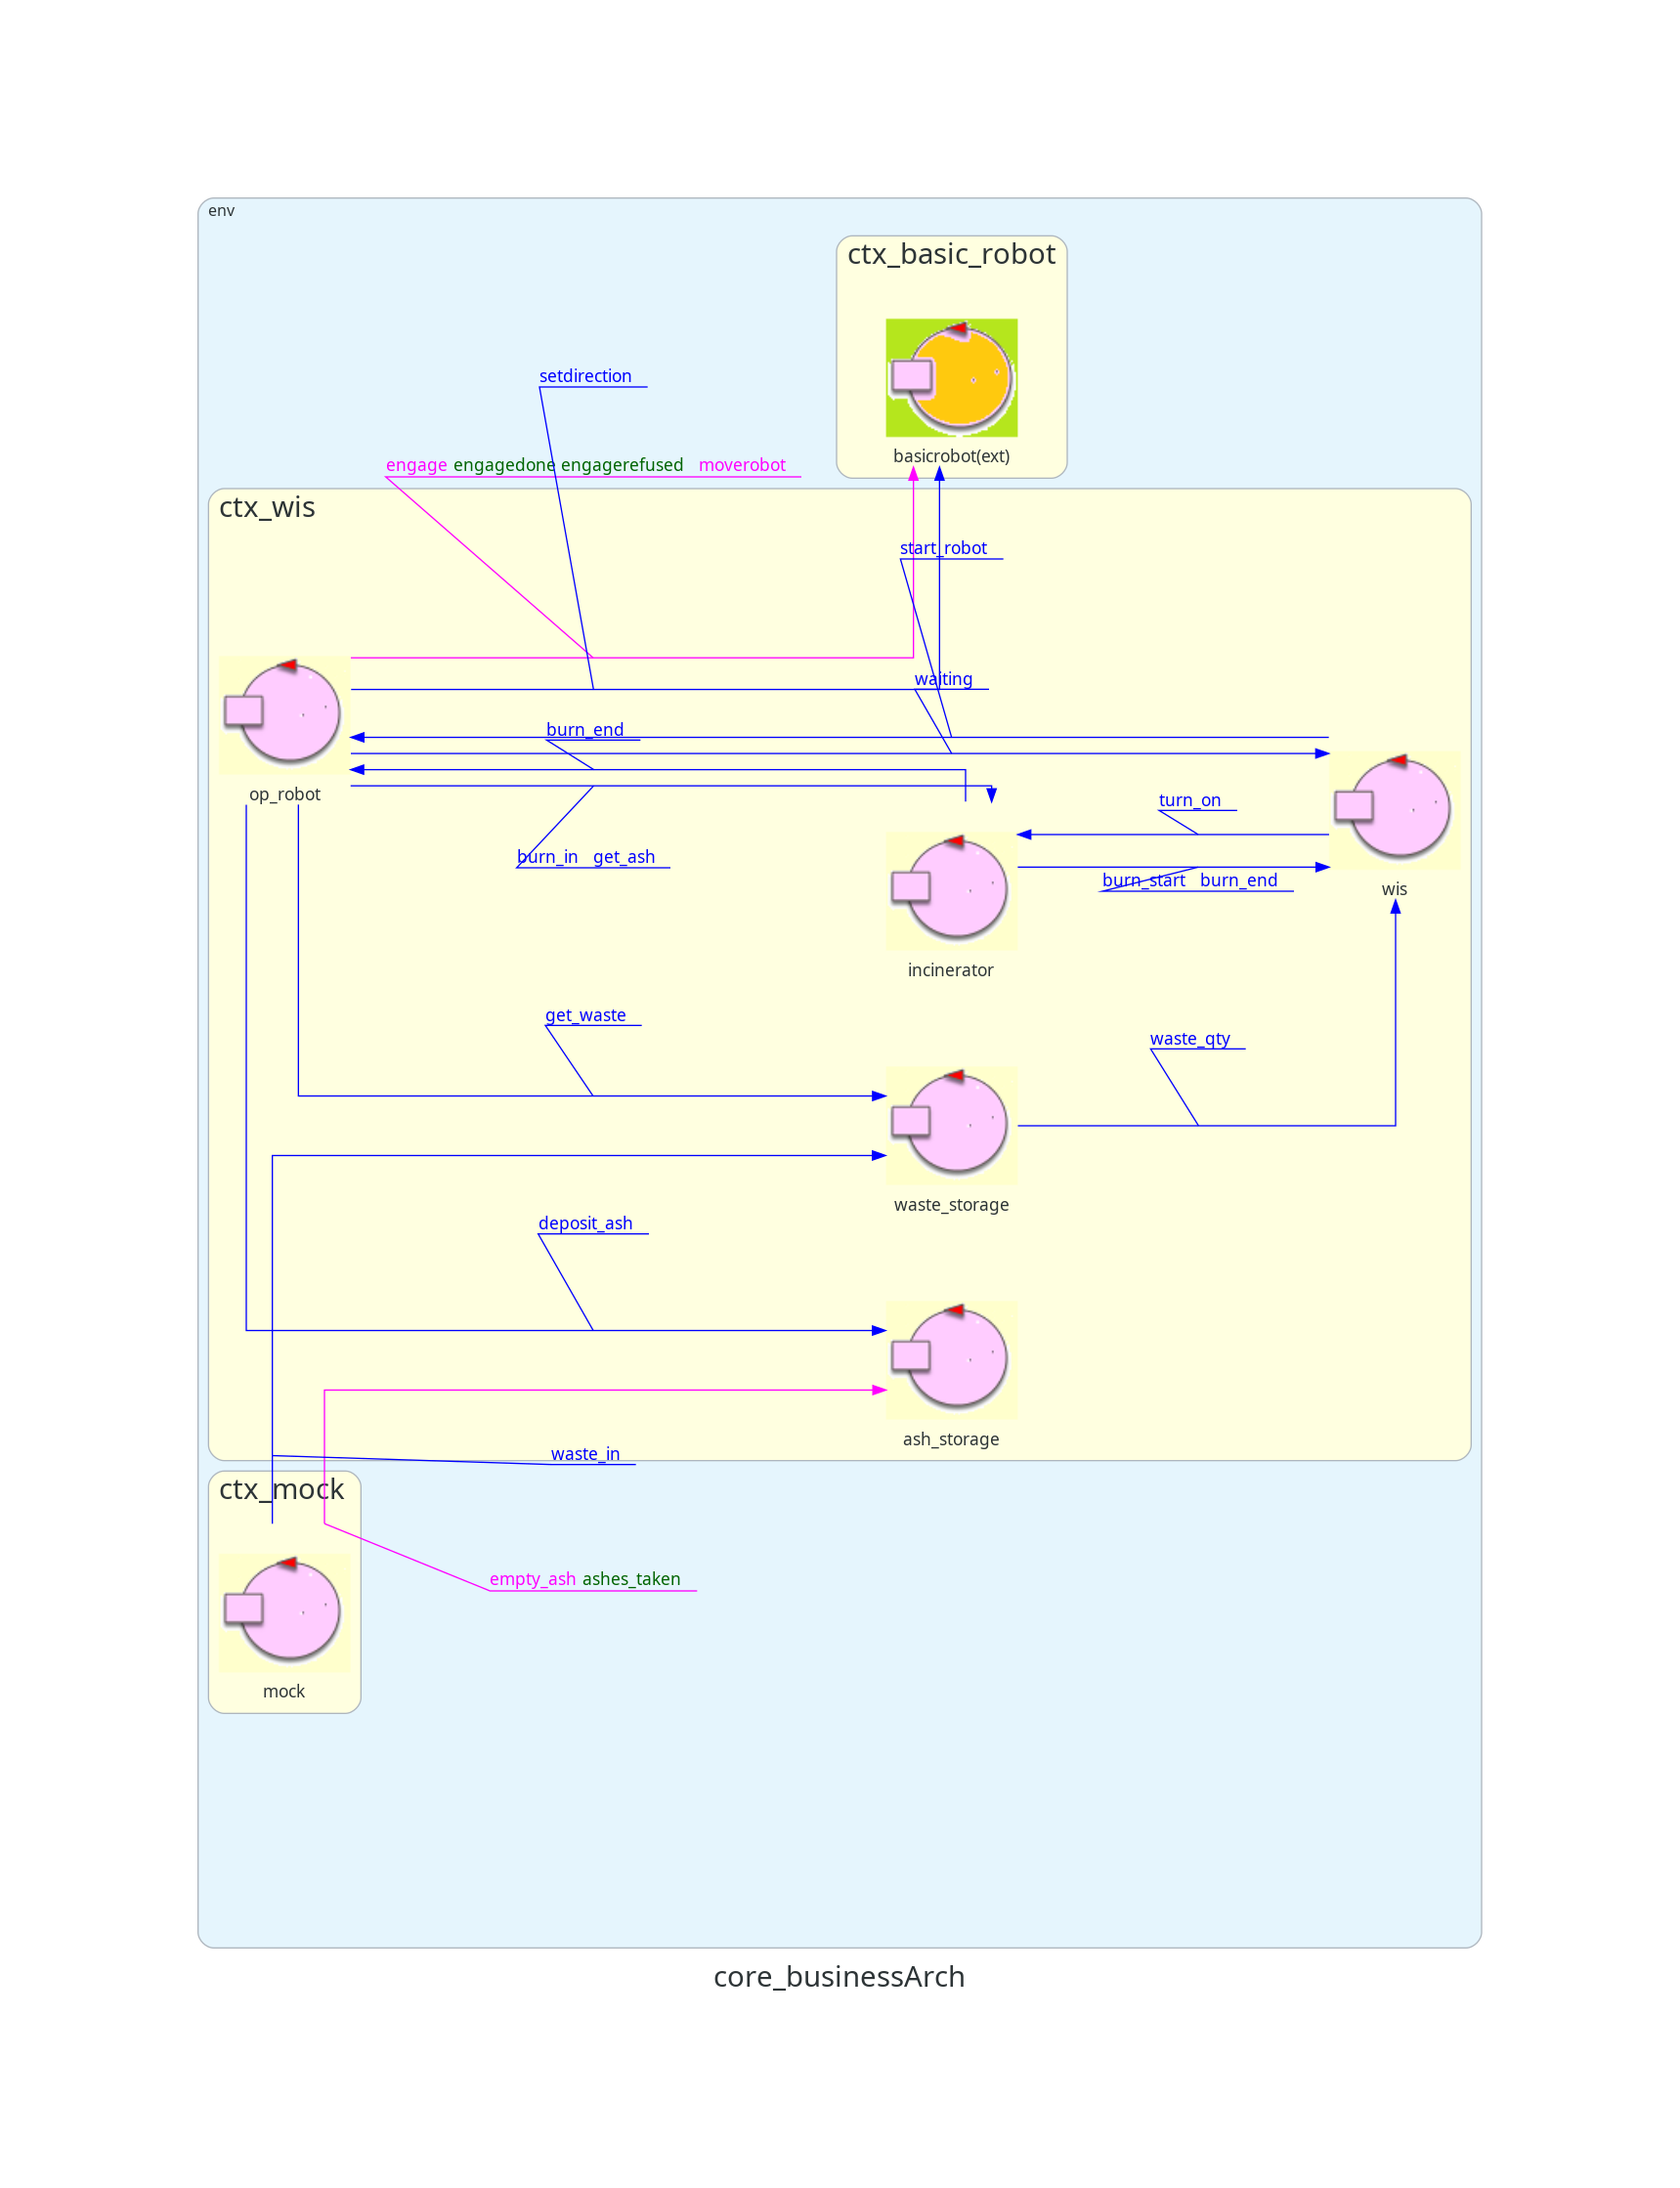 env
ctx_basic_robot
setdirection
basicrobot(ext)
engage engagedone engagerefused moverobot
ctx_wis
start_robot
waiting
burn_end
op_robot
turn_on
burn_in get_ash
burn_start burn_end
wis
incinerator
get_waste
waste_qty
waste_storage
deposit_ash
ash_storage
waste_in
ctx_mock
empty_ash ashes_taken
mock
core_businessArch